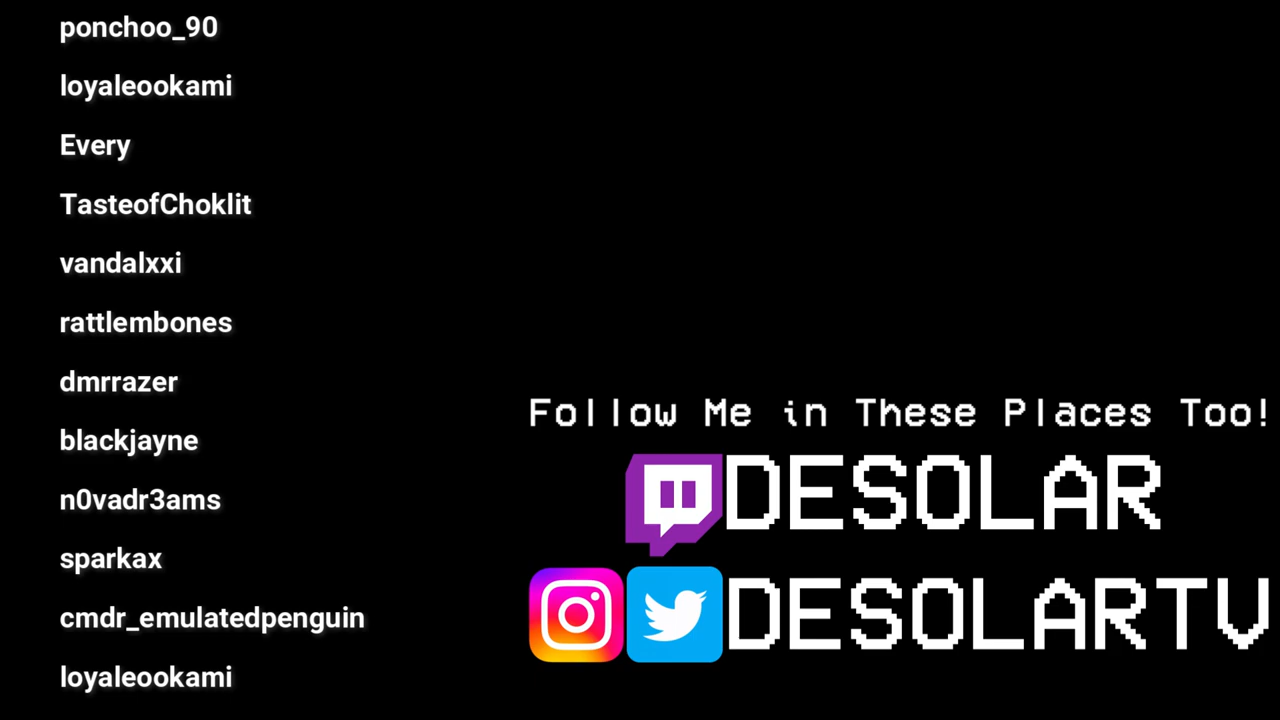 ponchoo_90
loyaleookami
Every
TasteofChoklit
vandalxxi
rattlembones
dmrrazer
blackjayne
n0vadr3ams
sparkax
cmdr_emulatedpenguin
loyaleookami
Follow Me in These Places Too!
DESOLAR
DESOLARTV